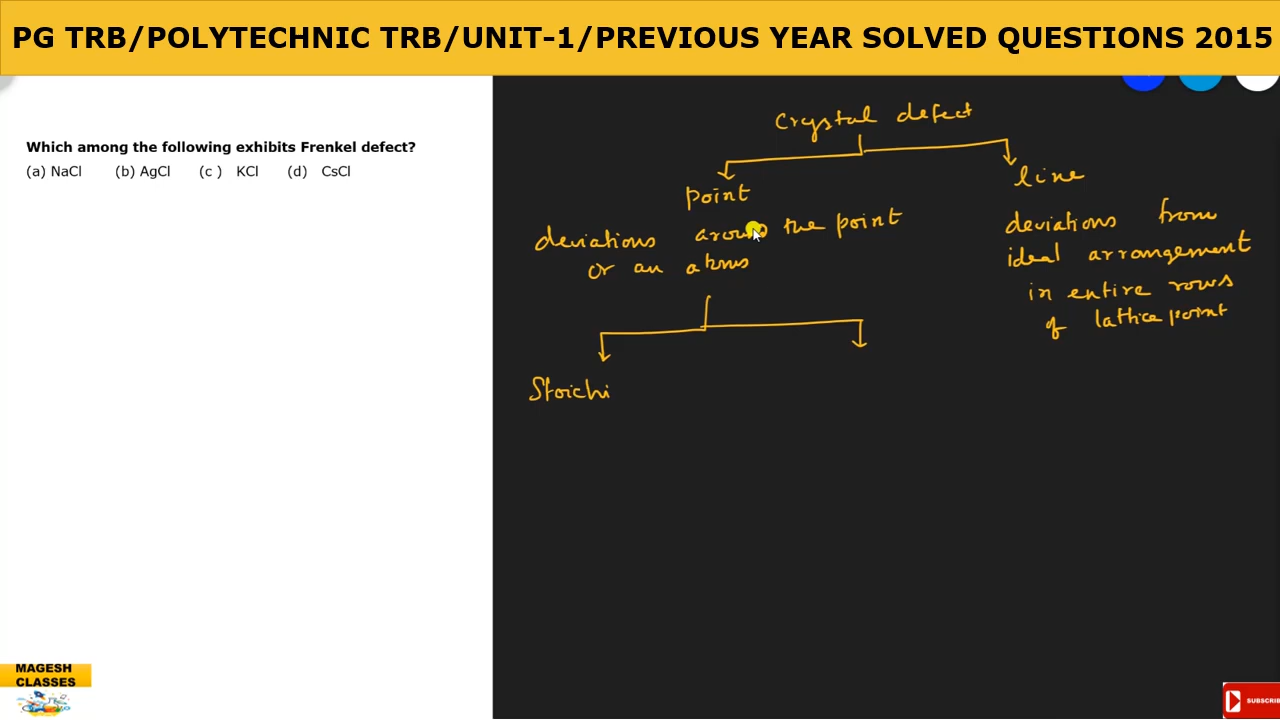 PG TRB/POLYTECHNIC TRB/UNIT-1/PREVIOUS YEAR SOLVED QUESTIONS 2015
Which among the following exhibits Frenkel defect?
(a) NaCl (b) AgCl (c ) KCl (d) CsCl
Crystal defect
point
line
deviations around the point
or an atoms
deviations from
ideal arrangement
in entire rows
of lattice point
Stoichi
MAGESH
CLASSES
SUBSCRIB